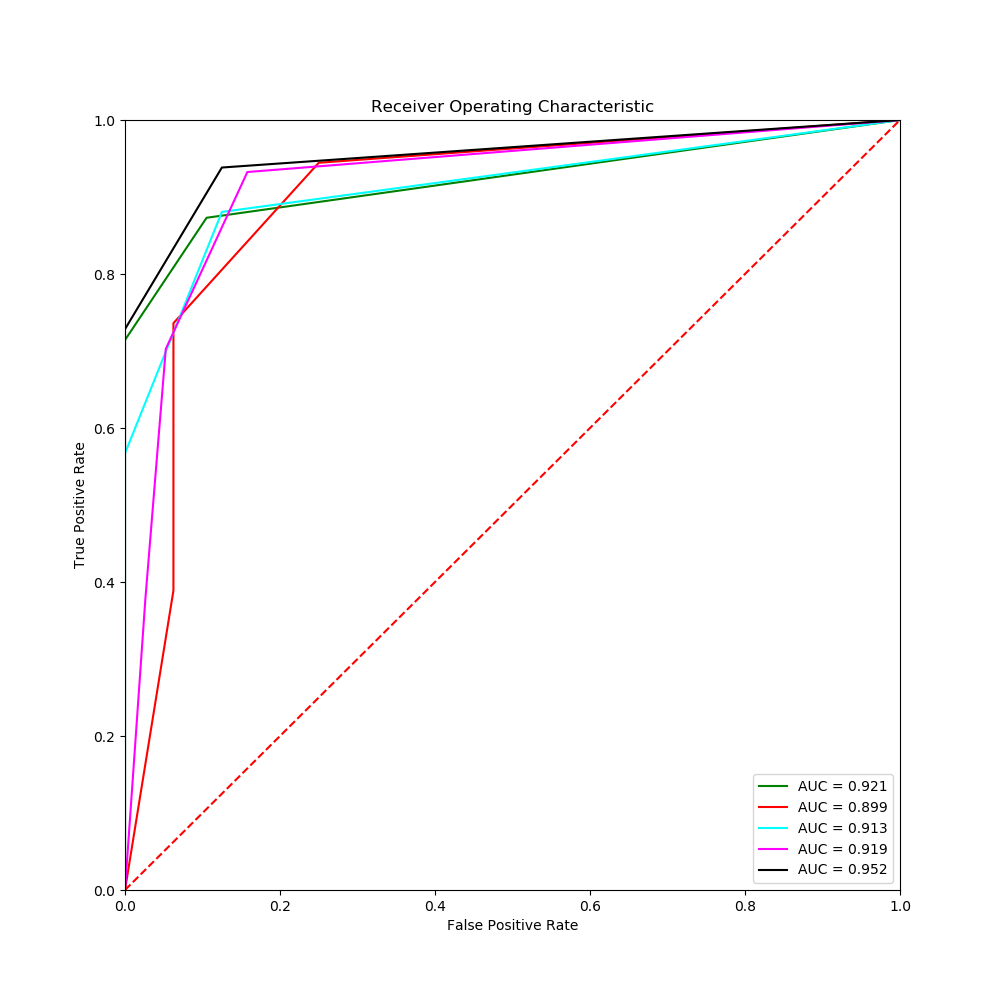 Receiver Operating Characteristic
1.0
0.8
0.6
0.4
0.2
0.0
True Positive Rate
AUC = 0.921
AUC = 0.899
AUC = 0.913
AUC = 0.919
AUC = 0.952
0.0 0.2 0.4 0.6 0.8 1.0
False Positive Rate